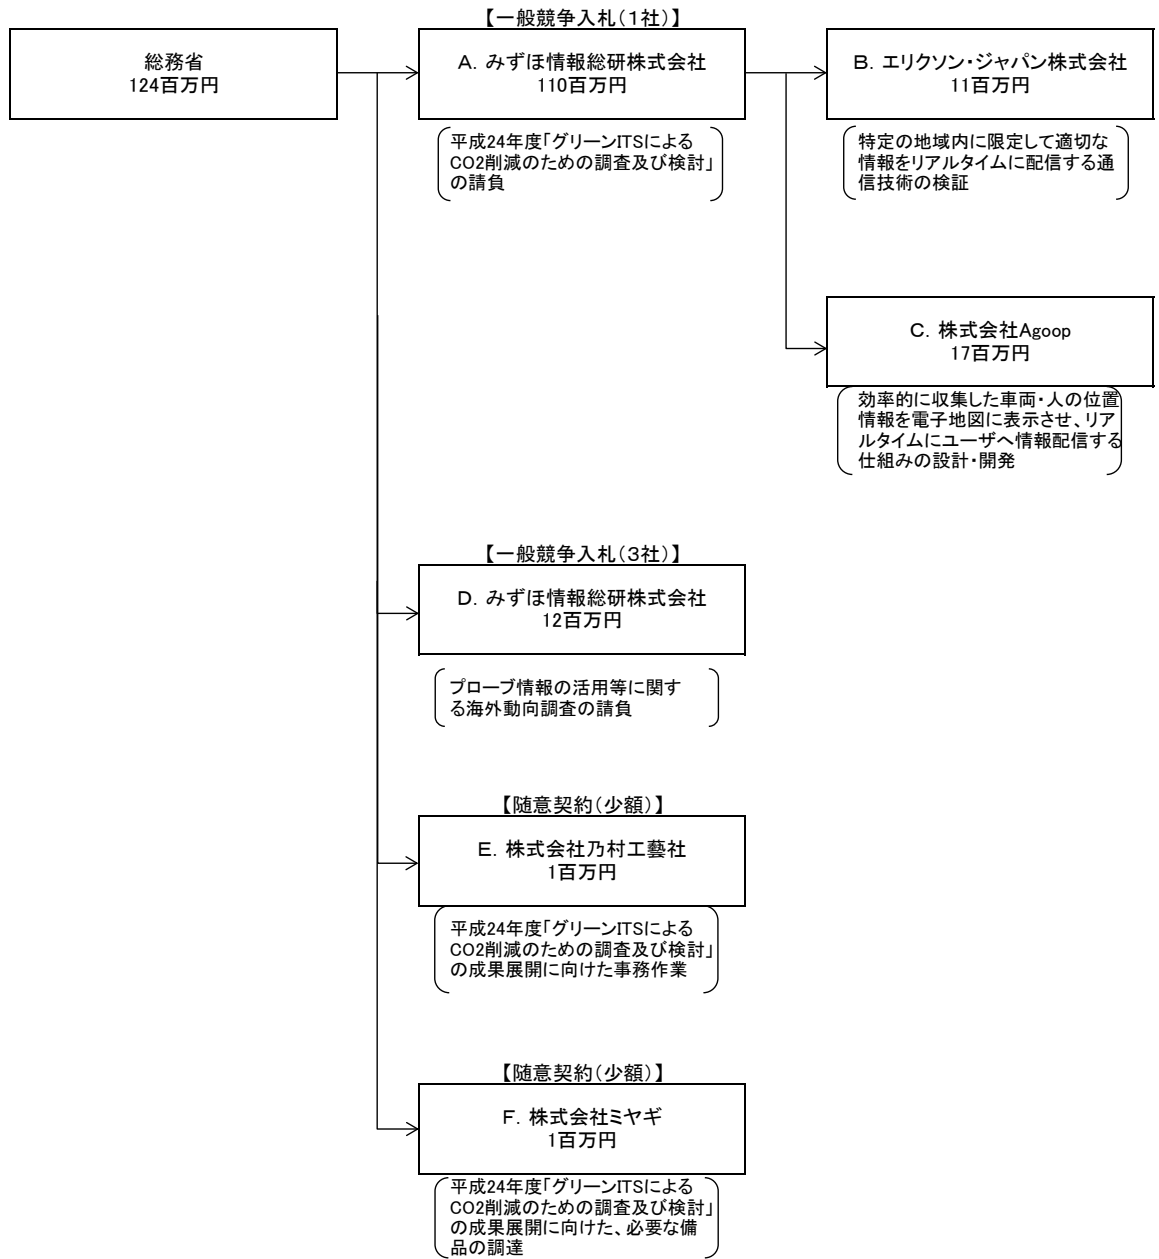 総務省
124百万円
【一般競争入札(1社)】
A. みずほ情報総研株式会社
110百万円
平成24年度「グリーンITSによる
CO2削減のための調査及び検討」
の請負
B. エリクソン・ジャパン株式会社
11百万円
特定の地域内に限定して適切な
情報をリアルタイムに配信する通
信技術の検証
C. 株式会社Agoop
17百万円
効率的に収集した車両・人の位置
情報を電子地図に表示させ、リア
ルタイムにユーザへ情報配信する
仕組みの設計・開発
【一般競争入札(3社)】
D. みずほ情報総研株式会社
12百万円
プローブ情報の活用等に関す
る海外動向調査の請負
【随意契約(少額)】
E. 株式会社乃村工藝社
1百万円
平成24年度「グリーンITSによる
CO2削減のための調査及び検討」
の成果展開に向けた事務作業
【随意契約(少額)】
F. 株式会社ミヤギ
1百万円
平成24年度「グリーンITSによる
CO2削減のための調査及び検討」
の成果展開に向けた、必要な備
品の調達